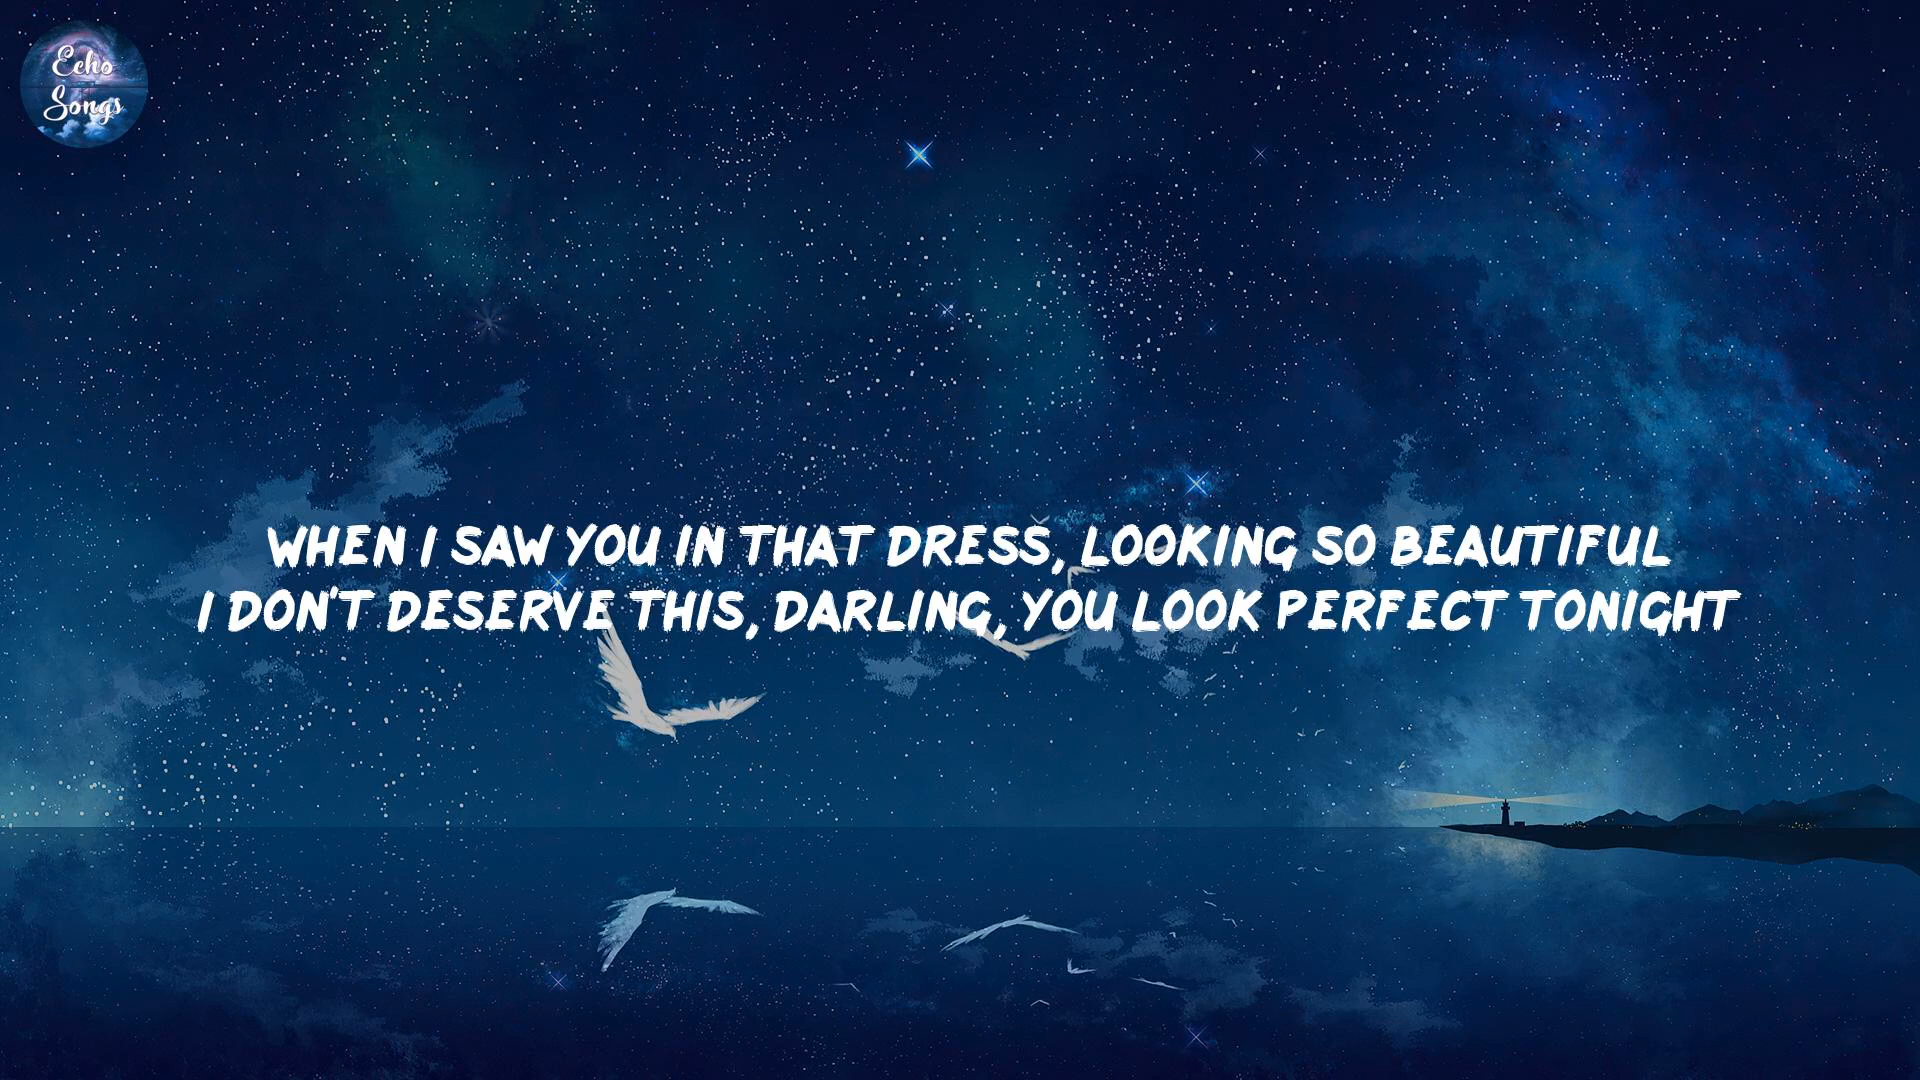 Echo
Songs
WHEN I SAW YOU IN THAT DRESS, LOOKING SO BEAUTIFUL
I DON'T DESERVE THIS, DARLING, YOU LOOK PERFECT TONIGHT